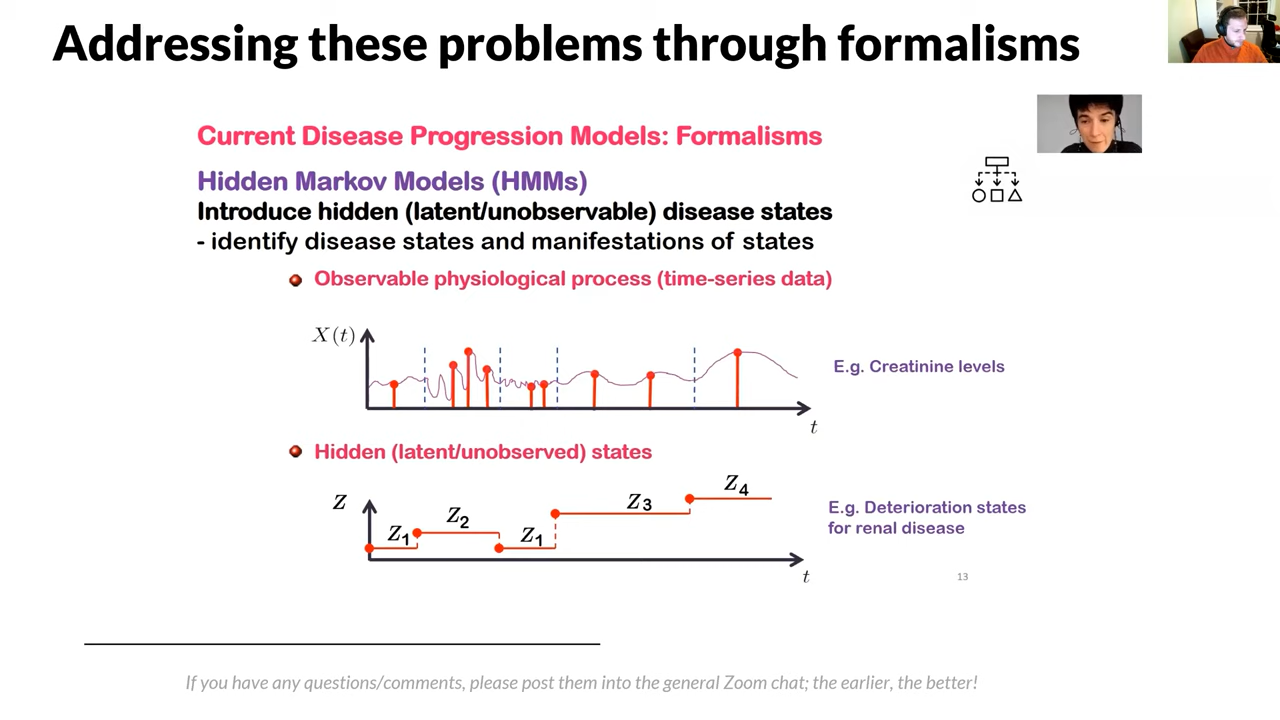 Addressing these problems through formalisms
Current Disease Progression Models: Formalisms
Hidden Markov Models (HMMs)
Introduce hidden (latent/unobservable) disease states
- identify disease states and manifestations of states
Observable physiological process (time-series data)
X(t)
E.g. Creatinine levels
t
Hidden (latent/unobserved) states
Z
Z1
Z2
Z1
Z3
Z4
E.g. Deterioration states
for renal disease
t
13
If you have any questions/comments, please post them into the general Zoom chat; the earlier, the better!